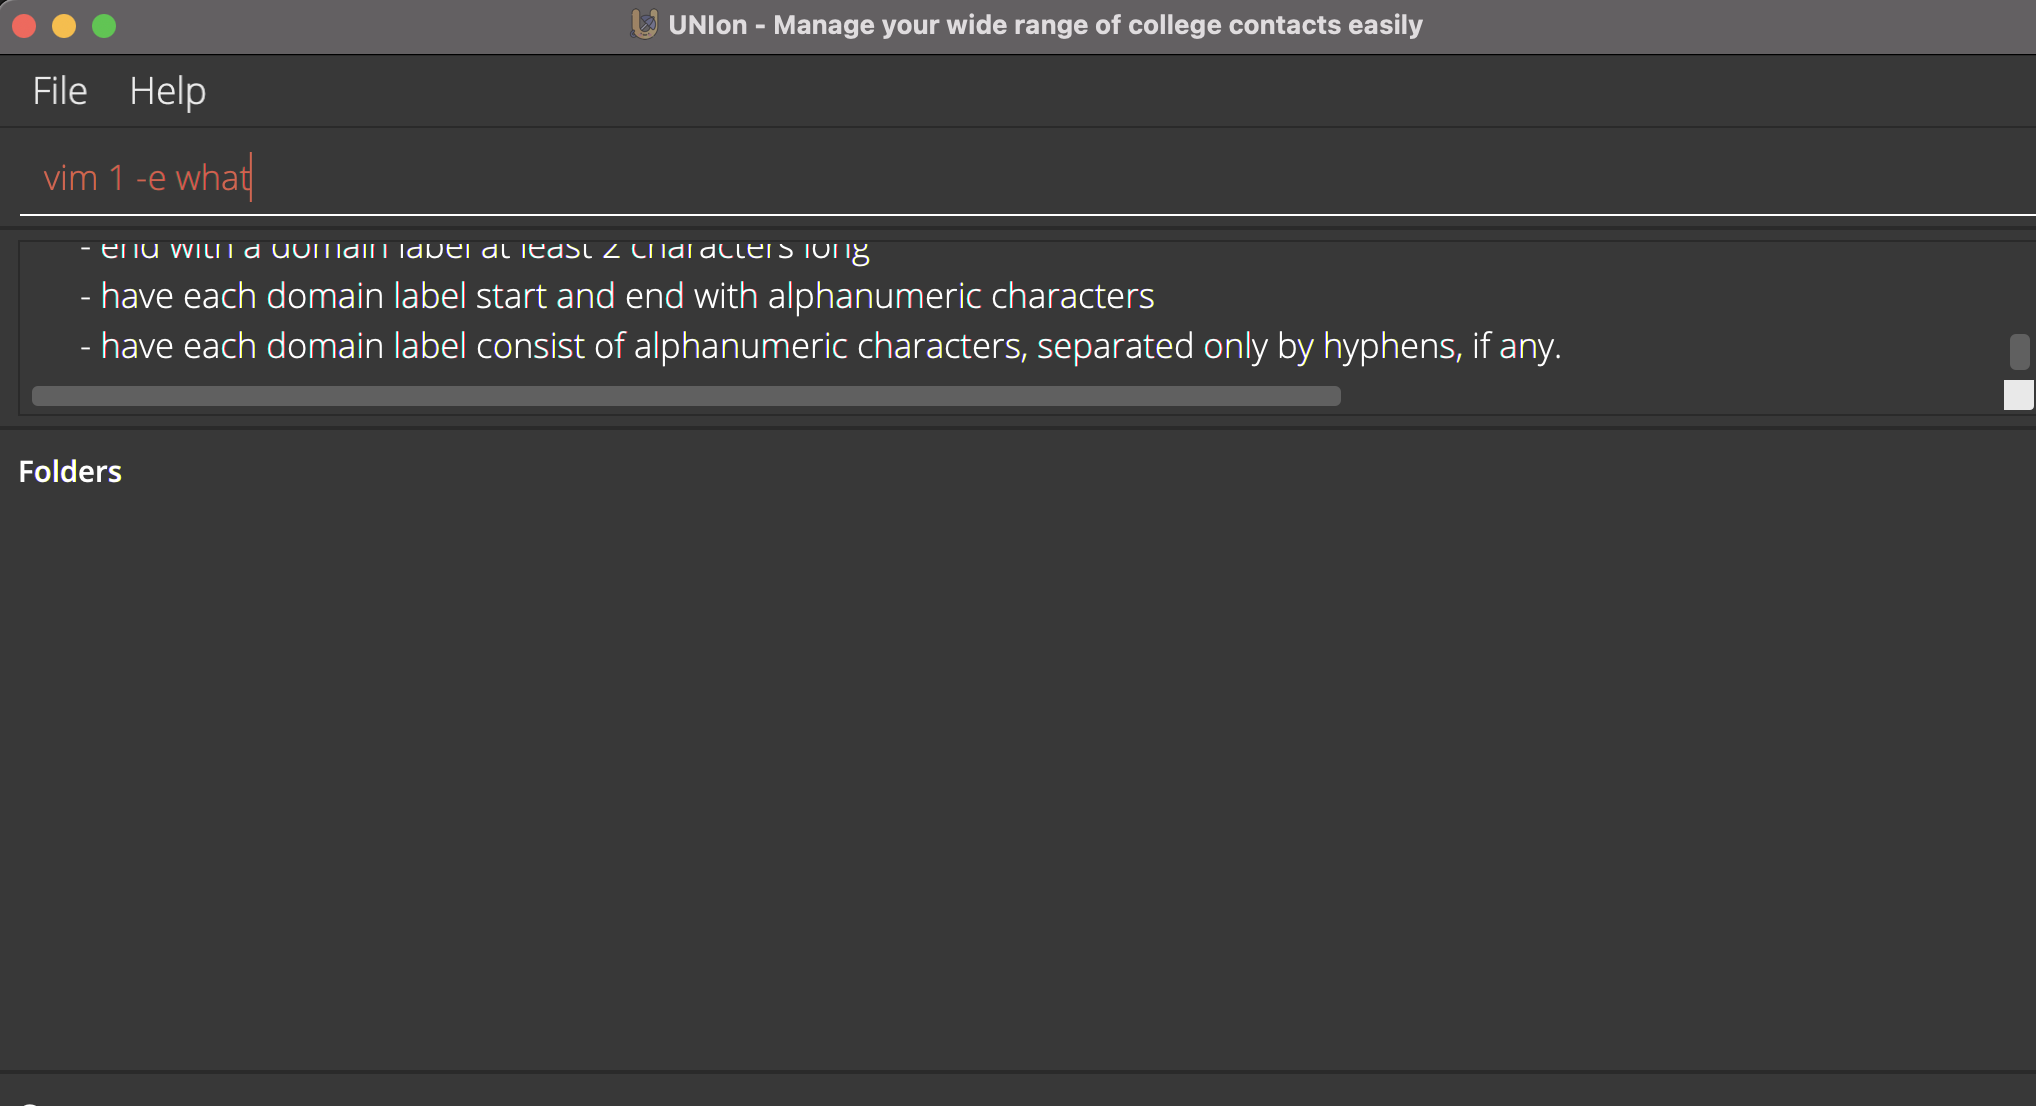 UNIon - Manage your wide range of college contacts easily
File Help
vim 1 -e what
- end with a domain label at least 2 characters long
- have each domain label start and end with alphanumeric characters
- have each domain label consist of alphanumeric characters, separated only by hyphens, if any.
Folders